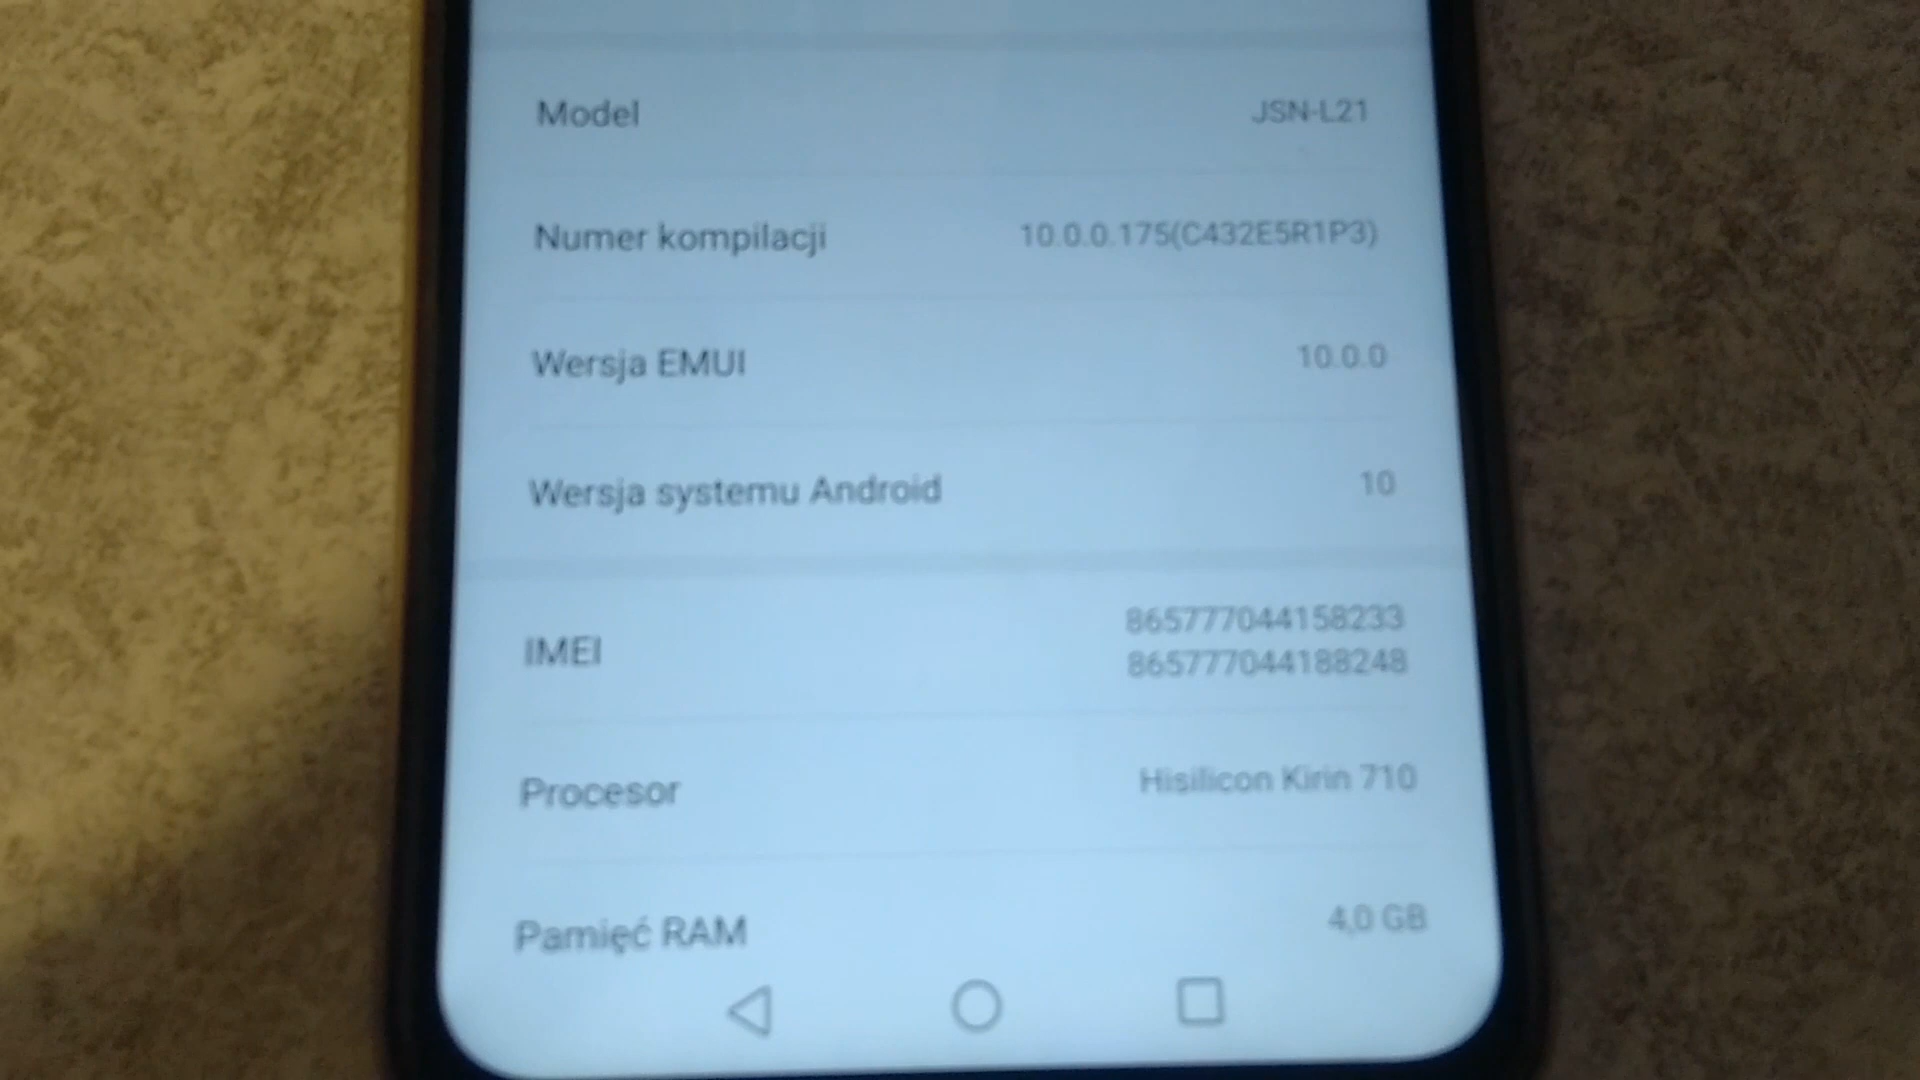 Model JSN-L21
Numer kompilacji 10.0.0.175(C432E5R1P3)
Wersja EMUI 10.0.0
Wersja systemu Android 10
IMEI
865777044158233
865777044188248
Procesor Hisilicon Kirin 710
Pamięć RAM 4,0 GB